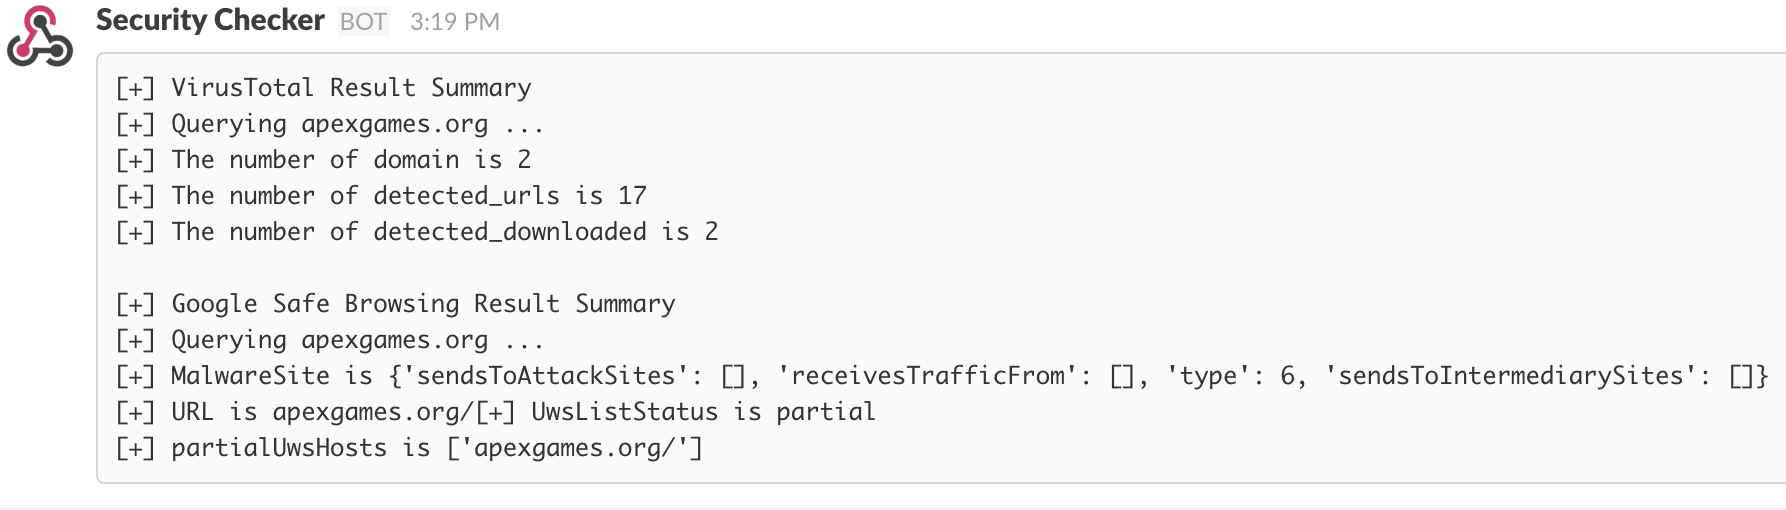 Security Checker BOT 3:19 PM
[+] VirusTotal Result Summary
[+] Querying apexgames.org ...
[+] The number of domain is 2
[+] The number of detected_urls is 17
[+] The number of detected_downloaded is 2
[+] Google Safe Browsing Result Summary
[+] Querying apexgames.org ...
[+] MalwareSite is {'sendsToAttackSites': [], 'receivesTrafficFrom': [], 'type': 6, 'sendsToIntermediarySites': []}
[+] URL is apexgames.org/[+] UwsListStatus is partial
[+] partialUwsHosts is ['apexgames.org/']